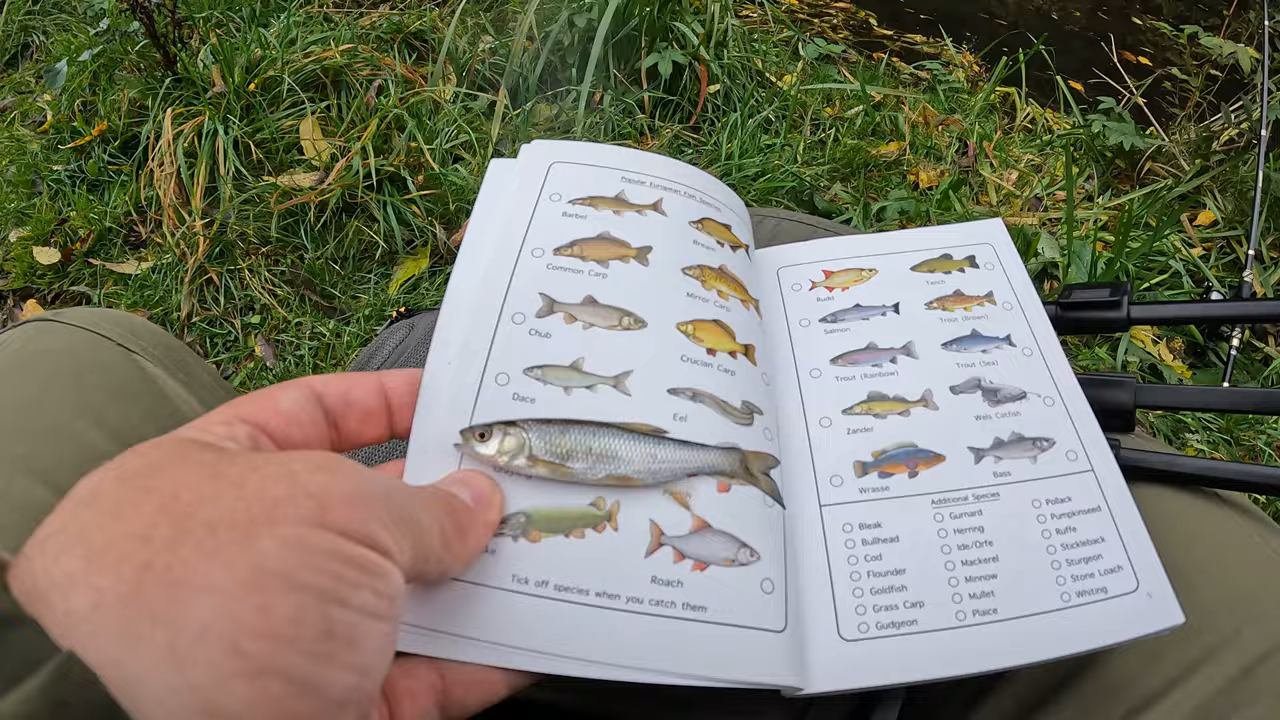 Popular European Fish Species
Barbel
Bream
Common Carp
Mirror Carp
Chub
Crucian Carp
Dace
Eel
Roach
Tick off species when you catch them
Rudd
Tench
Salmon
Trout (Brown)
Trout (Rainbow)
Trout (Sea)
Zander
Wels Catfish
Wrasse
Bass
Additional Species
Bleak
Bullhead
Cod
Flounder
Goldfish
Grass Carp
Gudgeon
Gurnard
Herring
Ide/Orfe
Mackerel
Minnow
Mullet
Plaice
Pollack
Pumpkinseed
Ruffe
Stickleback
Sturgeon
Stone Loach
Whiting